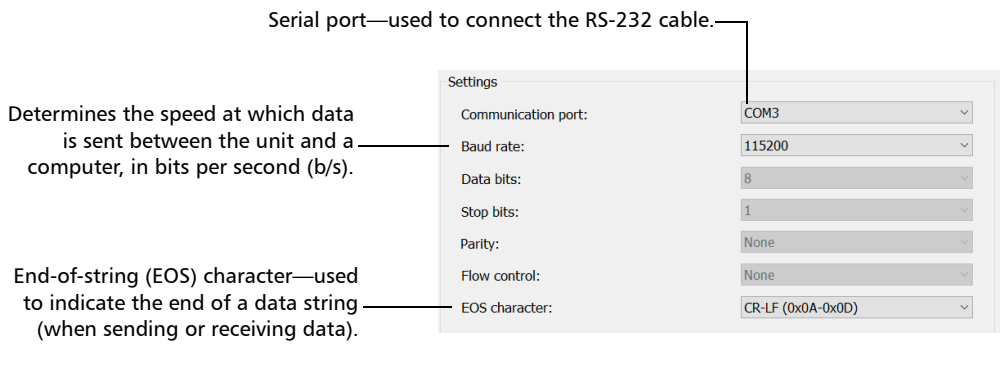 Serial port—used to connect the RS-232 cable.
Settings
Communication port: COM3
Determines the speed at which data
is sent between the unit and a
computer, in bits per second (b/s).
Baud rate: 115200
Data bits: 8
Stop bits: 1
Parity: None
Flow control: None
End-of-string (EOS) character—used
to indicate the end of a data string
(when sending or receiving data).
EOS character: CR-LF (0x0A-0x0D)